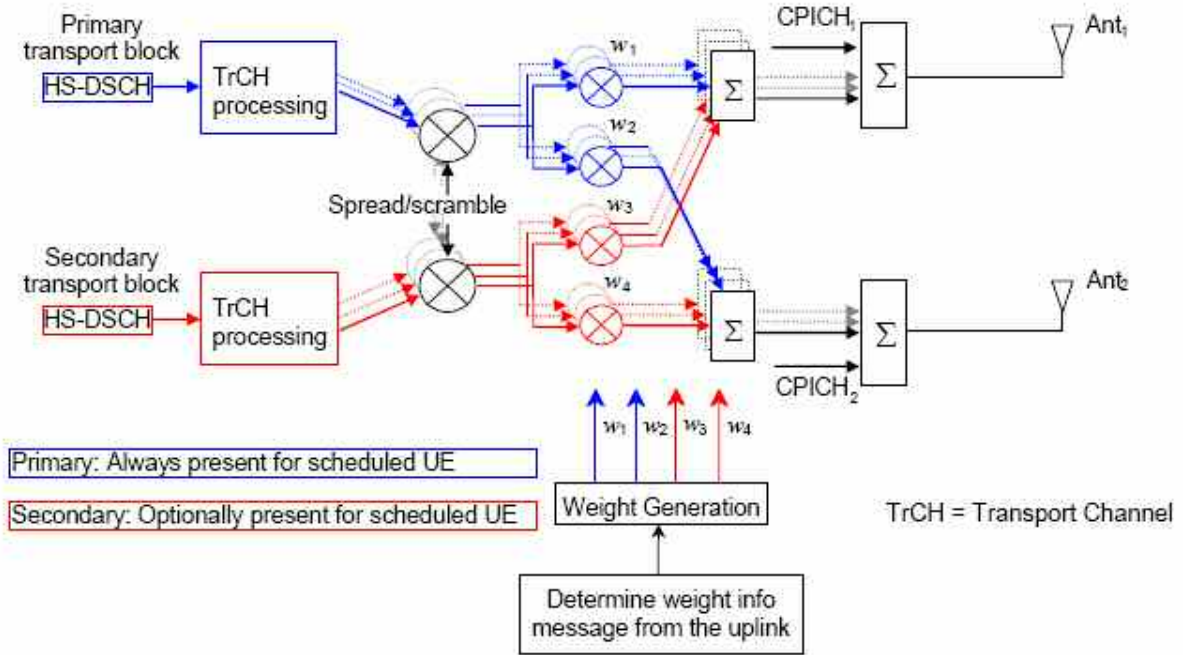 Primary
transport block
HS-DSCH
TrCH
processing
w1
w2
CPICH1
Σ
Σ
Ant1
Spread/scramble
Secondary
transport block
HS-DSCH
TrCH
processing
w3
w4
Σ
Σ
CPICH2
Ant2
w1
w2
w3
w4
Primary: Always present for scheduled UE
Secondary: Optionally present for scheduled UE
Weight Generation
TrCH = Transport Channel
Determine weight info
message from the uplink